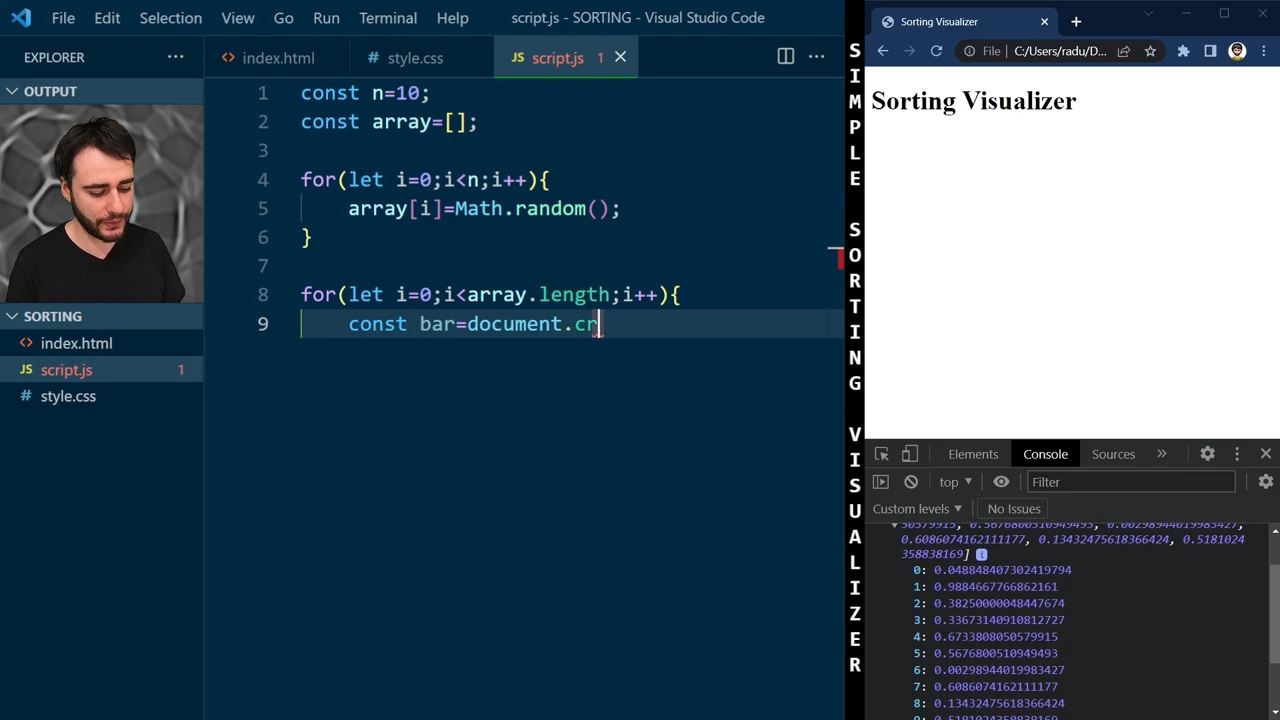 File Edit Selection View Go Run Terminal Help script.js - SORTING - Visual Studio Code
EXPLORER
OUTPUT
SORTING
index.html
JS script.js 1
# style.css
index.html
# style.css
JS script.js 1
1 const n=10;
2 const array=[];
3
4 for(let i=0;i<n;i++){
5 array[i]=Math.random();
6 }
7
8 for(let i=0;i<array.length;i++){
9 const bar=document.cr
SIMPLE SORTING VISUALIZER
Sorting Visualizer
File C:/Users/radu/D...
Sorting Visualizer
Elements Console Sources
top Filter
Custom levels No Issues
0.6086074162111177, 0.13432475618366424, 0.5181024
358838169] i
0: 0.048848407302419794
1: 0.9884667766862161
2: 0.38250000048447674
3: 0.33673140910812727
4: 0.6733808050579915
5: 0.5676800510949493
6: 0.00298944019983427
7: 0.6086074162111177
8: 0.13432475618366424
9: 0.5181024358838169